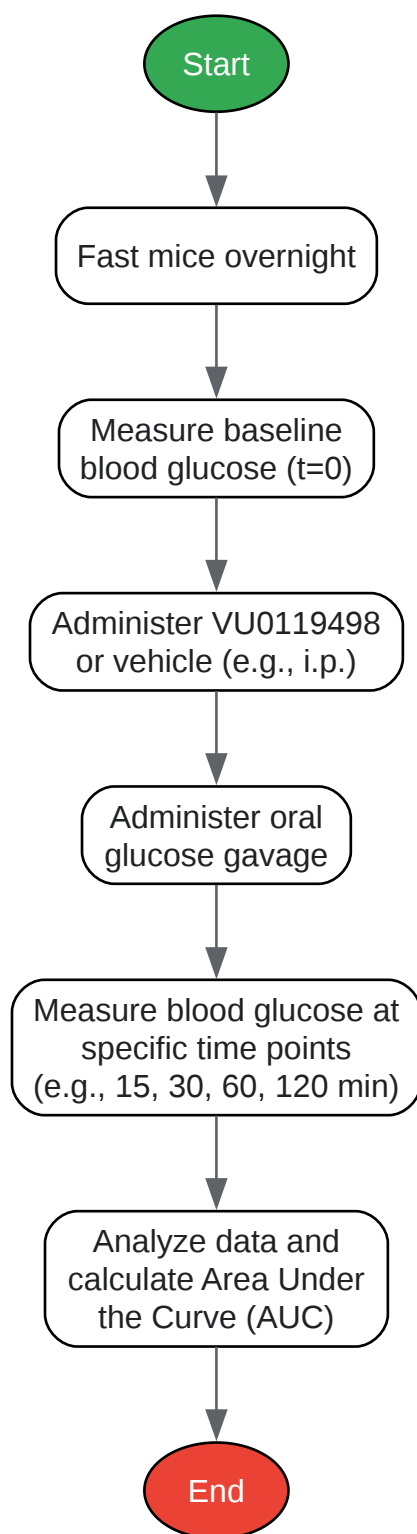 Start
Fast mice overnight
Measure baseline
blood glucose (t=0)
Administer VU0119498
or vehicle (e.g., i.p.)
Administer oral
glucose gavage
Measure blood glucose at
specific time points
(e.g., 15, 30, 60, 120 min)
Analyze data and
calculate Area Under
the Curve (AUC)
End